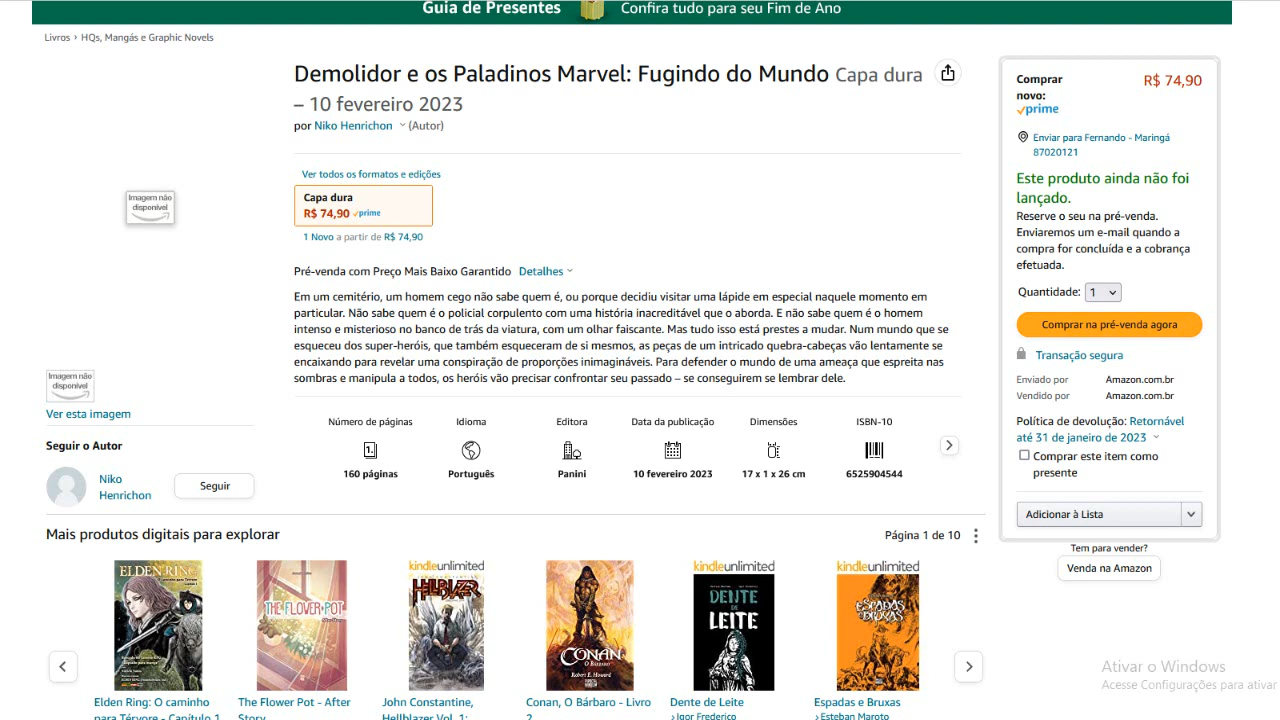 Guia de Presentes
Confira tudo para seu Fim de Ano
Livros › HQs, Mangás e Graphic Novels
Imagem não
disponível
Imagem não
disponível
Ver esta imagem
Seguir o Autor
Niko
Henrichon
Seguir
Demolidor e os Paladinos Marvel: Fugindo do Mundo Capa dura
– 10 fevereiro 2023
por Niko Henrichon (Autor)
Ver todos os formatos e edições
Capa dura
R$ 74,90 prime
1 Novo a partir de R$ 74,90
Pré-venda com Preço Mais Baixo Garantido Detalhes
Em um cemitério, um homem cego não sabe quem é, ou porque decidiu visitar uma lápide em especial naquele momento em
particular. Não sabe quem é o policial corpulento com uma história inacreditável que o aborda. E não sabe quem é o homem
intenso e misterioso no banco de trás da viatura, com um olhar faiscante. Mas tudo isso está prestes a mudar. Num mundo que se
esqueceu dos super-heróis, que também esqueceram de si mesmos, as peças de um intricado quebra-cabeças vão lentamente se
encaixando para revelar uma conspiração de proporções inimagináveis. Para defender o mundo de uma ameaça que espreita nas
sombras e manipula a todos, os heróis vão precisar confrontar seu passado – se conseguirem se lembrar dele.
Número de páginas
160 páginas
Idioma
Português
Editora
Panini
Data da publicação
10 fevereiro 2023
Dimensões
17 x 1 x 26 cm
ISBN-10
6525904544
Comprar
novo:
R$ 74,90
prime
Enviar para Fernando - Maringá
87020121
Este produto ainda não foi
lançado.
Reserve o seu na pré-venda.
Enviaremos um e-mail quando a
compra for concluída e a cobrança
efetuada.
Quantidade: 1
Comprar na pré-venda agora
Transação segura
Enviado por Amazon.com.br
Vendido por Amazon.com.br
Política de devolução: Retornável
até 31 de janeiro de 2023
Comprar este item como
presente
Adicionar à Lista
Tem para vender?
Venda na Amazon
Mais produtos digitais para explorar
Página 1 de 10
ELDEN RING
THE FLOWER POT
kindleunlimited
HELLBLAZER
CONAN
O BÁRBARO
Robert E. Howard
kindleunlimited
DENTE
DE
LEITE
kindleunlimited
ESPADAS
BRUXAS
Elden Ring: O caminho
para Térvore - Capítulo 1
The Flower Pot - After
Story
John Constantine,
Hellblazer Vol. 1:
Conan, O Bárbaro - Livro
2
Dente de Leite
› Igor Frederico
Espadas e Bruxas
› Esteban Maroto
Ativar o Windows
Acesse Configurações para ativar